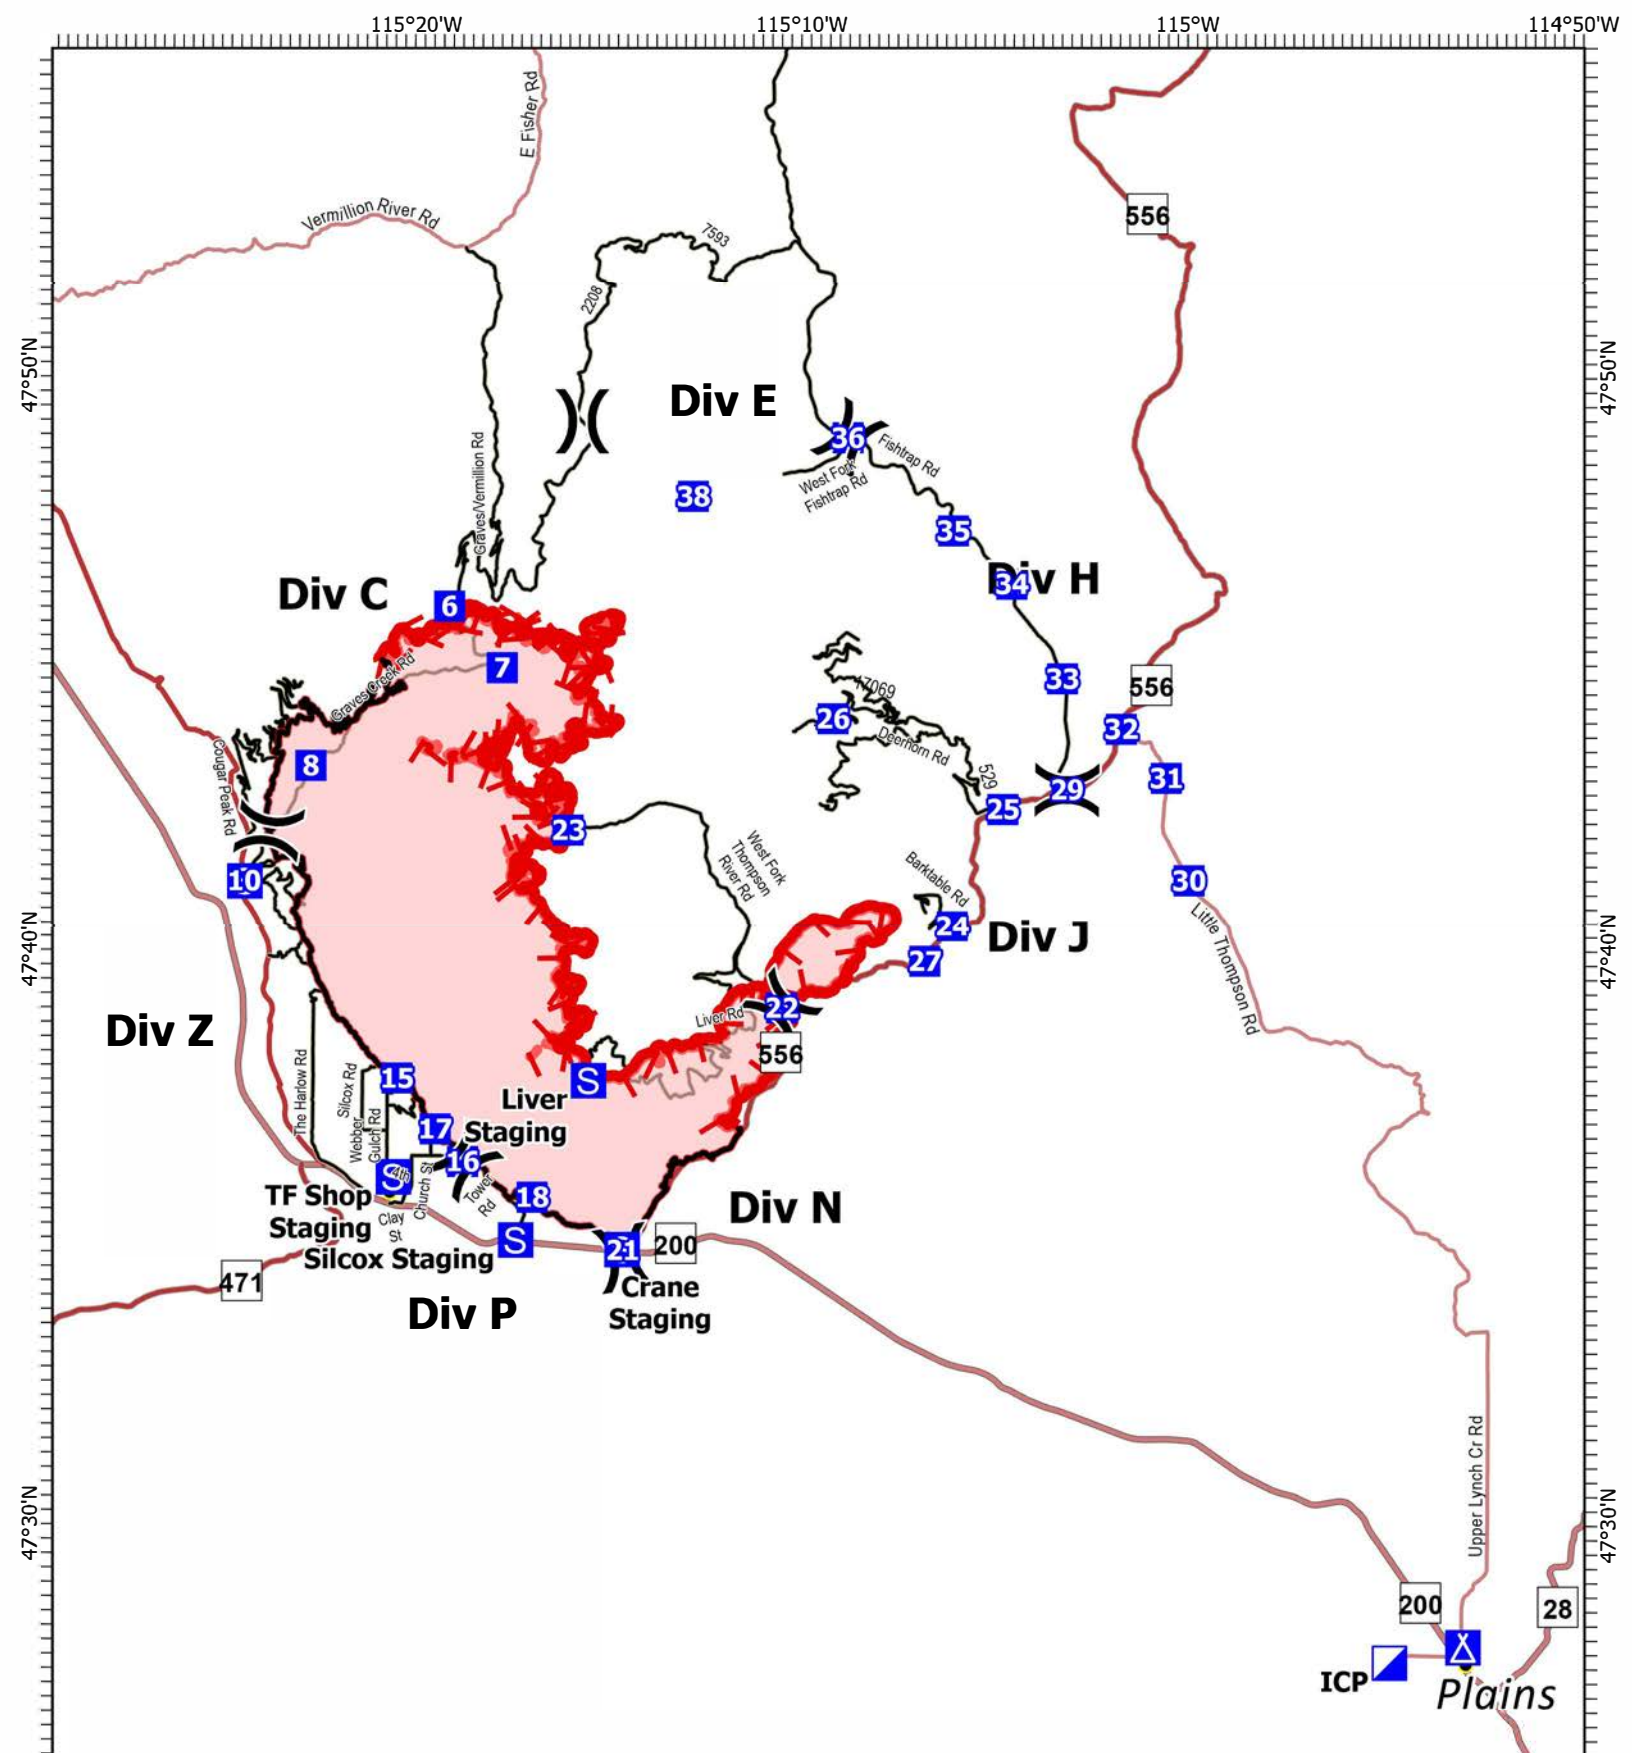 115°20'W
115°10'W
115°W
114°50'W
E Fisher Rd
Vermillion River Rd
556
7593
2208
47°50'N
47°50'N
Div E
36
Fishtrap Rd
West Fork
Fishtrap Rd
Graves/Vermillion Rd
38
35
Div C
Div H
34
6
7
33
556
Graves Creek Rd
17069
26
32
Deerhorn Rd
8
Cougar Peak Rd
529
29
31
25
23
West Fork
Thompson
River Rd
10
Barktable Rd
30
24
Little Thompson Rd
Div J
47°40'N
47°40'N
27
22
Liver Rd
Div Z
556
The Harlow Rd
Silcox Rd
15
S
Liver
Staging
Webber
Gulch Rd
17
16
S
4th
Church St
Tower
Rd
18
TF Shop
Staging
Clay
St
Div N
S
Silcox Staging
21
200
471
Crane
Staging
Div P
Upper Lynch Cr Rd
47°30'N
47°30'N
200
28
ICP
Plains